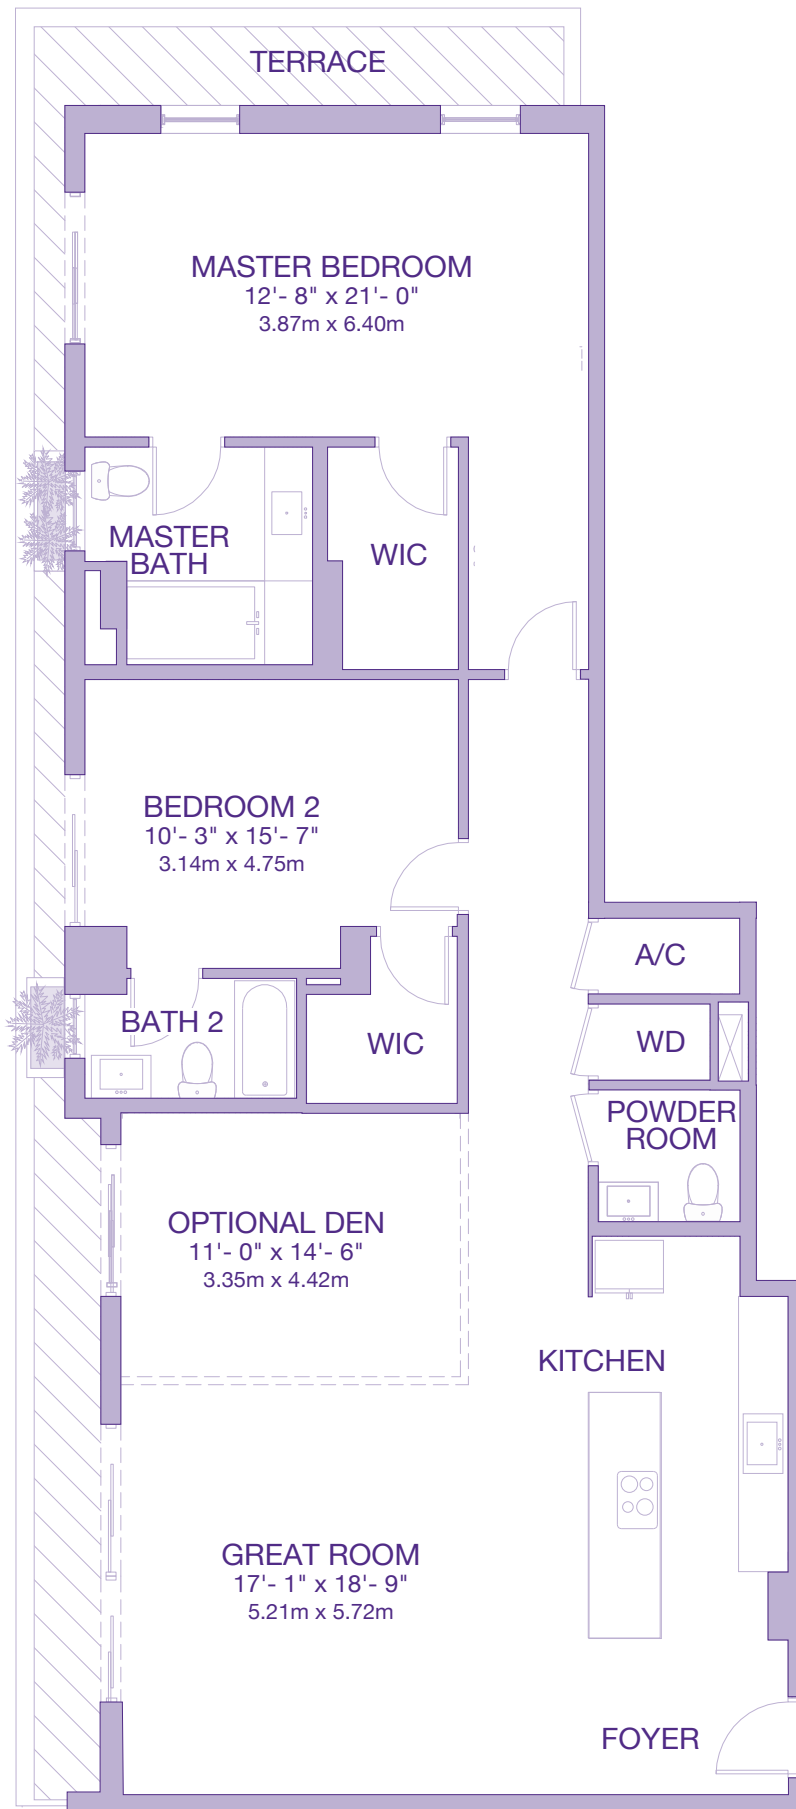 TERRACE
MASTER BEDROOM
12'- 8" x 21'- 0"
3.87m x 6.40m
MASTER
BATH
WIC
BEDROOM 2
10'- 3" x 15'- 7"
3.14m x 4.75m
A/C
BATH 2
WIC
WD
POWDER
ROOM
OPTIONAL DEN
11'- 0" x 14'- 6"
3.35m x 4.42m
KITCHEN
GREAT ROOM
17'- 1" x 18'- 9"
5.21m x 5.72m
FOYER